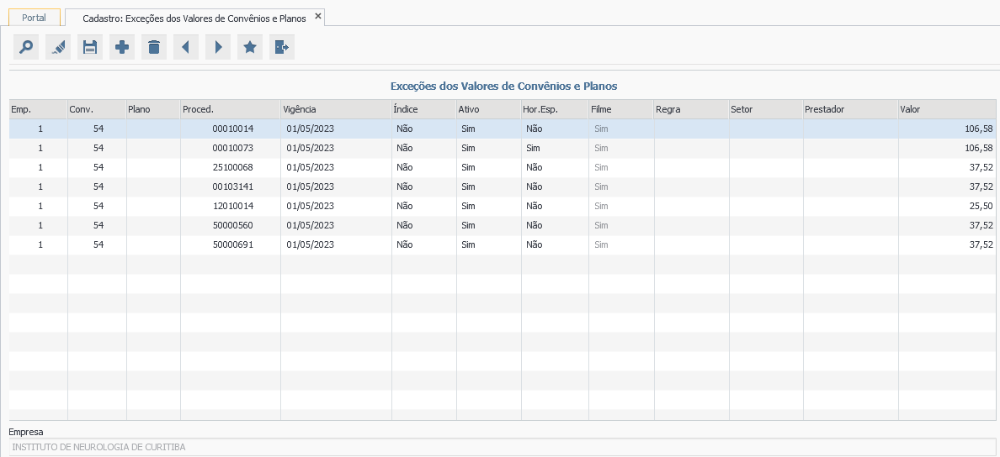 Portal Cadastro: Exceções dos Valores de Convênios e Planos
Exceções dos Valores de Convênios e Planos
Emp. Conv. Plano Proced. Vigência Índice Ativo Hor.Esp. Filme Regra Setor Prestador Valor
1 54 00010014 01/05/2023 Não Sim Não Sim 106,58
1 54 00010073 01/05/2023 Não Sim Sim Sim 106,58
1 54 25100068 01/05/2023 Não Sim Não Sim 37,52
1 54 00103141 01/05/2023 Não Sim Não Sim 37,52
1 54 12010014 01/05/2023 Não Sim Não Sim 25,50
1 54 50000560 01/05/2023 Não Sim Não Sim 37,52
1 54 50000691 01/05/2023 Não Sim Não Sim 37,52
Empresa
INSTITUTO DE NEUROLOGIA DE CURITIBA